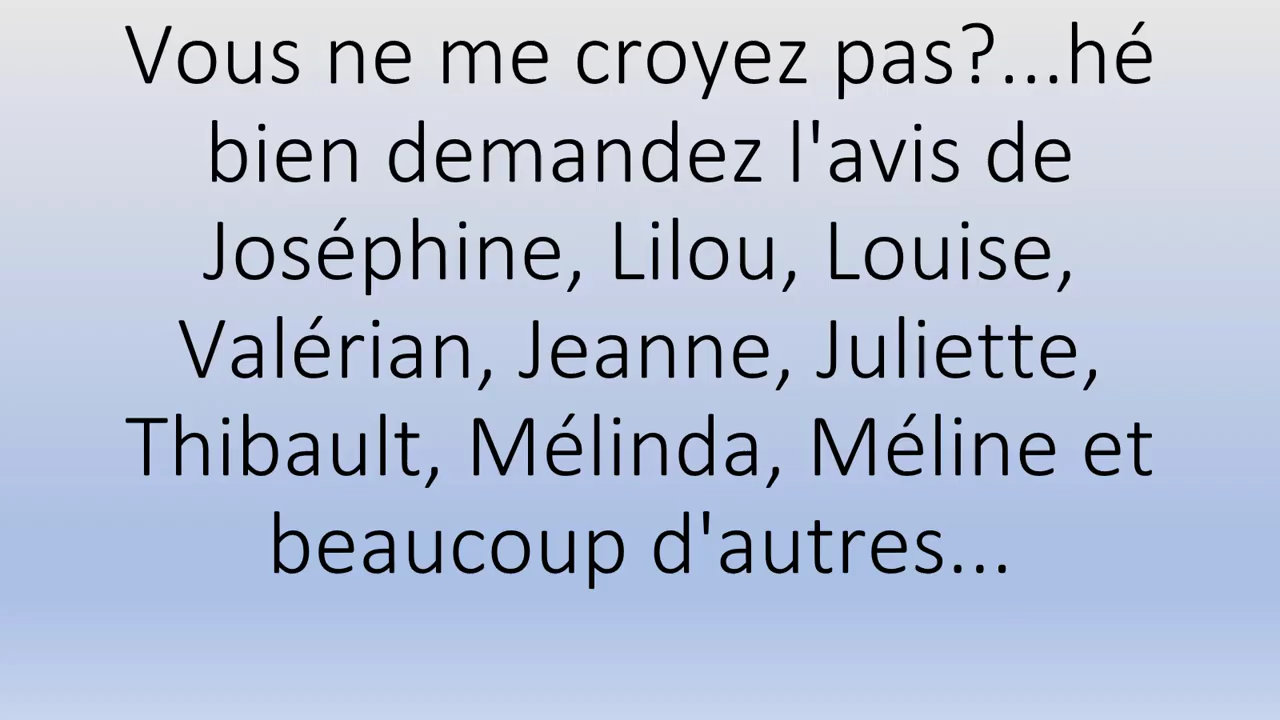 Vous ne me croyez pas?...hé
bien demandez l'avis de
Joséphine, Lilou, Louise,
Valérian, Jeanne, Juliette,
Thibault, Mélinda, Méline et
beaucoup d'autres...